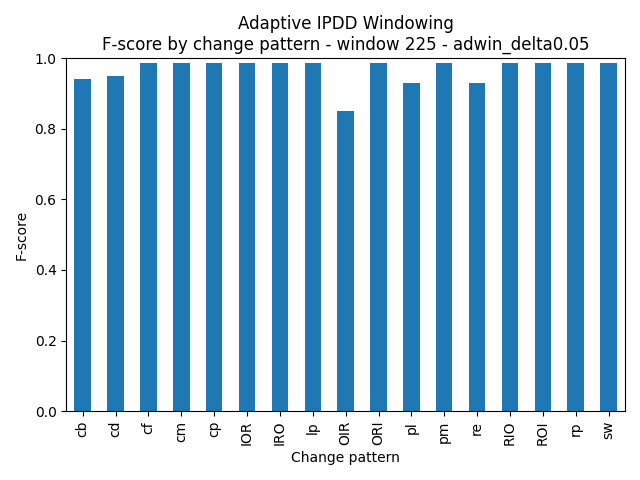 Adaptive IPDD Windowing
F-score by change pattern - window 225 - adwin_delta0.05
1.0
0.8
0.6
0.4
0.2
0.0
F-score
cb
cd
cf
cm
cp
IOR
IRO
lp
OIR
ORI
pl
pm
re
RIO
ROI
rp
sw
Change pattern